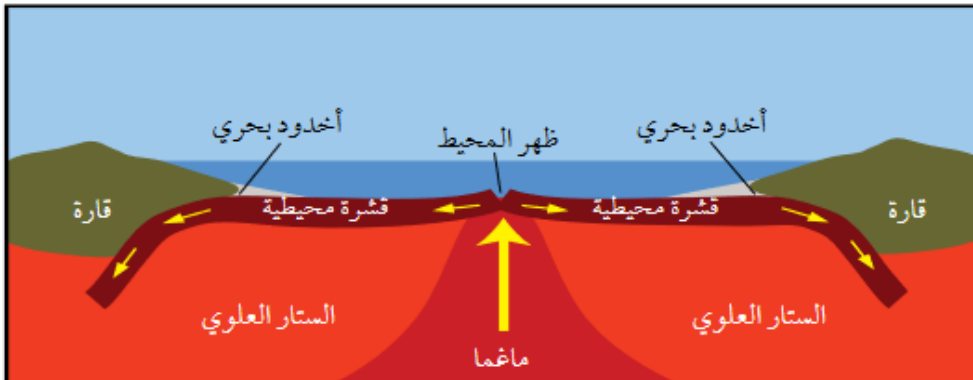 أخدود بحري
ظهر المحيط
أخدود بحري
قارة
قشرة محيطية
قشرة محيطية
قارة
الستار العلوي
الستار العلوي
ماغما